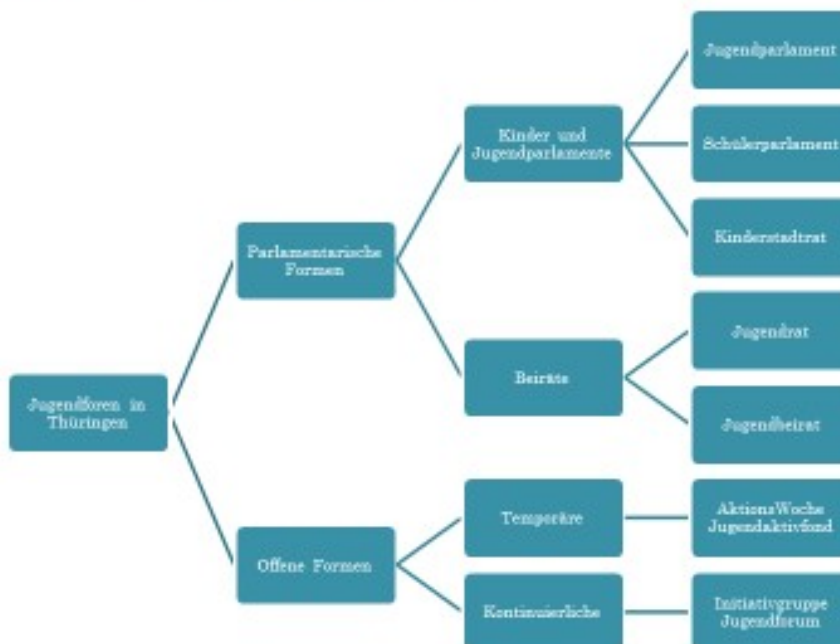 Jugendforen in
Thüringen
Parlamentarische
Formen
Kinder und
Jugendparlamente
Jugendparlament
Schülerparlament
Kinderstadtrat
Beiräte
Jugendrat
Jugendbeirat
Offene Formen
Temporäre
AktionsWoche
Jugendaktivfond
Kontinuierliche
Initiativgruppe
Jugendforum